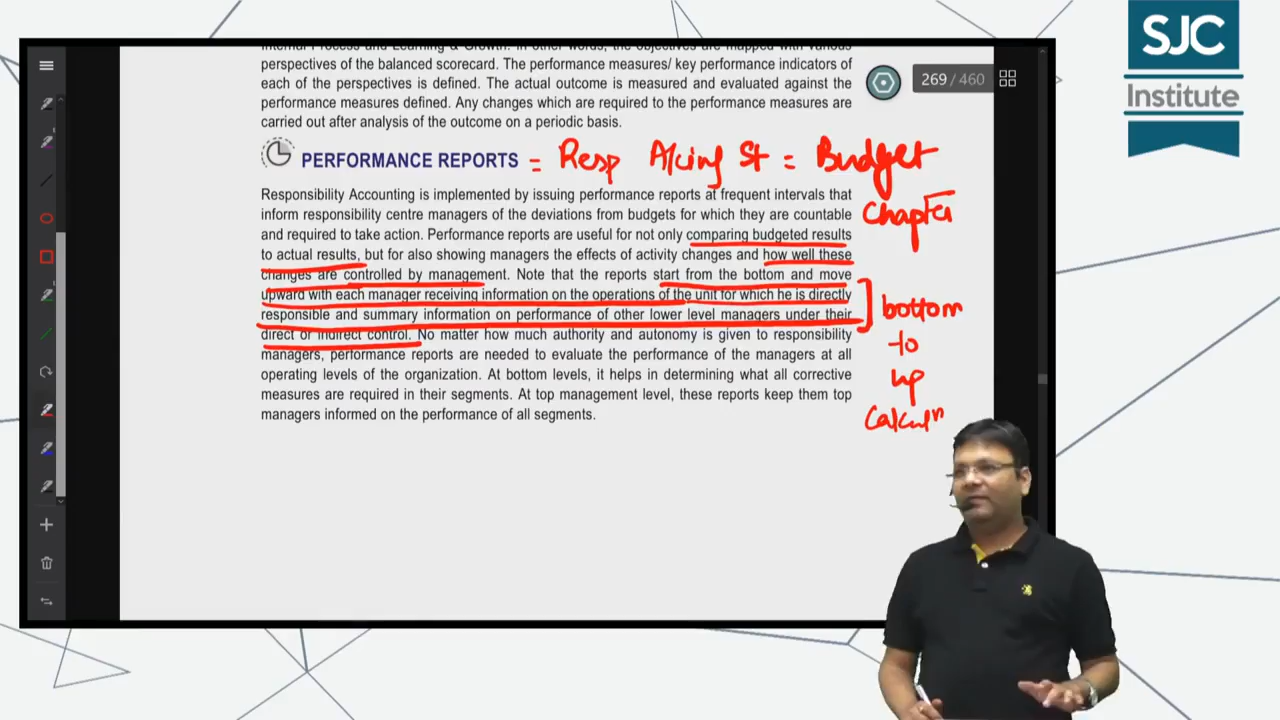 SJC
Institute
269 / 460
Internal Process and Learning & Growth. In other words, the objectives are mapped with various
perspectives of the balanced scorecard. The performance measures/ key performance indicators of
each of the perspectives is defined. The actual outcome is measured and evaluated against the
performance measures defined. Any changes which are required to the performance measures are
carried out after analysis of the outcome on a periodic basis.
PERFORMANCE REPORTS = Resp A/cing St = Budget
Chapter
Responsibility Accounting is implemented by issuing performance reports at frequent intervals that
inform responsibility centre managers of the deviations from budgets for which they are countable
and required to take action. Performance reports are useful for not only comparing budgeted results
to actual results, but for also showing managers the effects of activity changes and how well these
changes are controlled by management. Note that the reports start from the bottom and move
upward with each manager receiving information on the operations of the unit for which he is directly
responsible and summary information on performance of other lower level managers under their
direct or indirect control. No matter how much authority and autonomy is given to responsibility
managers, performance reports are needed to evaluate the performance of the managers at all
operating levels of the organization. At bottom levels, it helps in determining what all corrective
measures are required in their segments. At top management level, these reports keep them top
managers informed on the performance of all segments.
bottom
to
up
Calculn